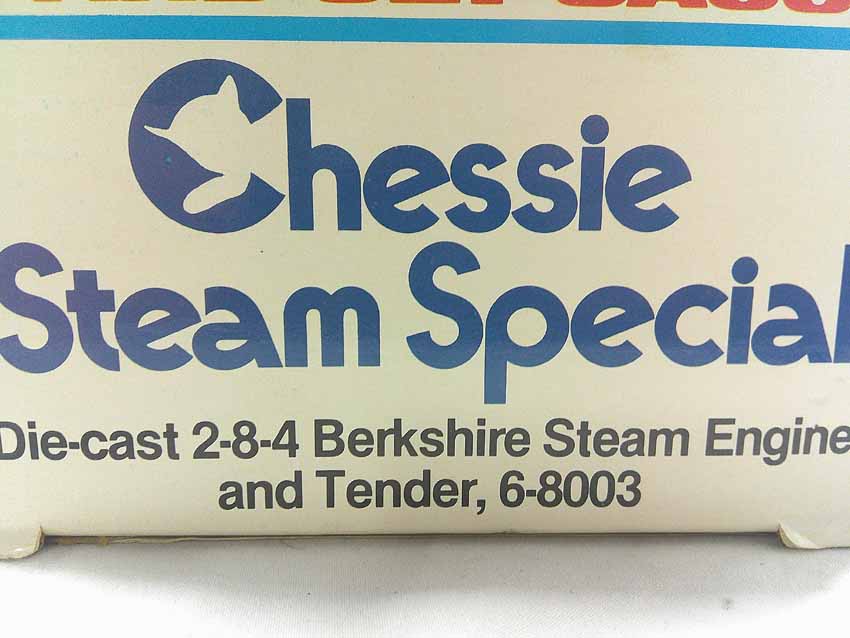 Chessie
Steam Special
Die-cast 2-8-4 Berkshire Steam Engine
and Tender, 6-8003